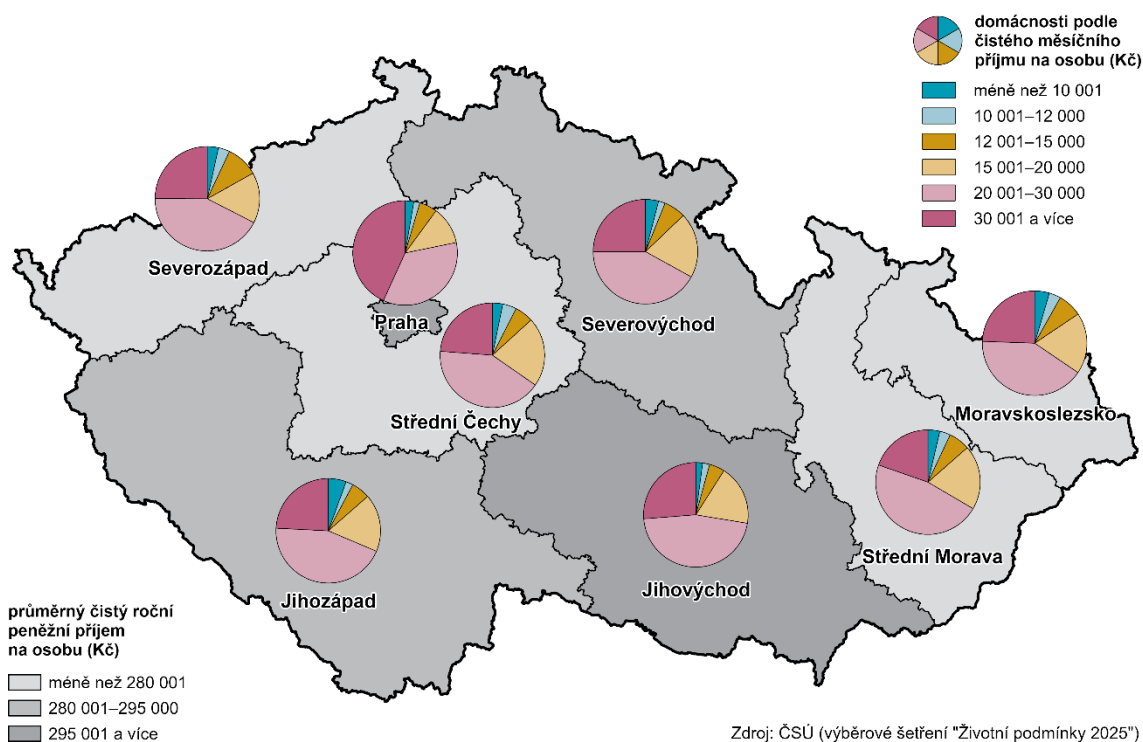 domácnosti podle
čistého měsíčního
příjmu na osobu (Kč)
méně než 10 001
10 001–12 000
12 001–15 000
15 001–20 000
20 001–30 000
30 001 a více
Severozápad
Praha
Severovýchod
Střední Čechy
Moravskoslezsko
Střední Morava
Jihozápad
Jihovýchod
průměrný čistý roční
peněžní příjem
na osobu (Kč)
méně než 280 001
280 001–295 000
295 001 a více
Zdroj: ČSÚ (výběrové šetření "Životní podmínky 2025")